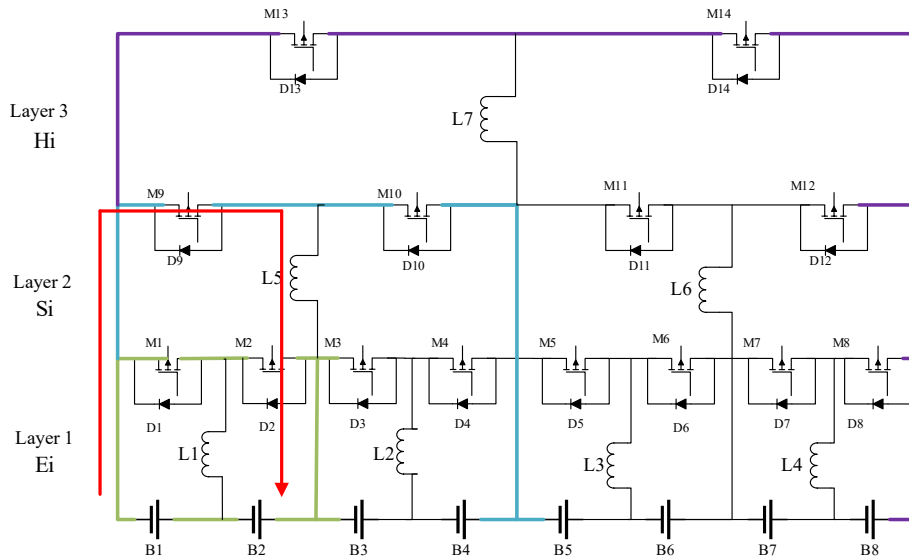 M13
M14
D13
D14
Layer 3
Hi
L7
M9
M10
M11
M12
D9
D10
D11
D12
L5
L6
Layer 2
Si
M1
M2
M3
M4
M5
M6
M7
M8
D1
D2
D3
D4
D5
D6
D7
D8
Layer 1
Ei
L1
L2
L3
L4
B1
B2
B3
B4
B5
B6
B7
B8